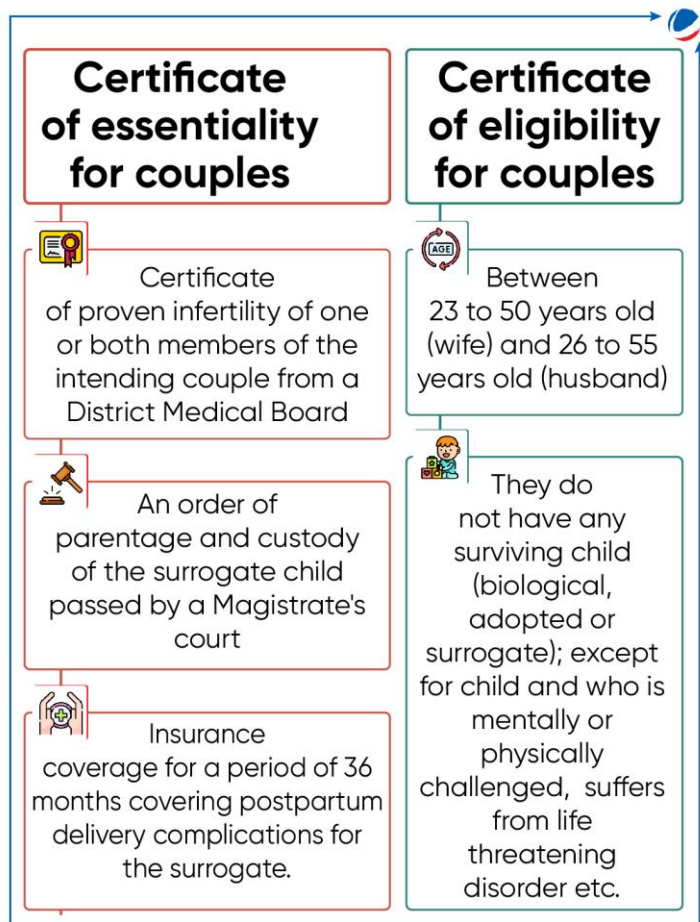 Certificate
of essentiality
for couples
Certificate
of proven infertility of one
or both members of the
intending couple from a
District Medical Board
An order of
parentage and custody
of the surrogate child
passed by a Magistrate's
court
Insurance
coverage for a period of 36
months covering postpartum
delivery complications for
the surrogate.
Certificate
of eligibility
for couples
AGE
Between
23 to 50 years old
(wife) and 26 to 55
years old (husband)
They do
not have any
surviving child
(biological,
adopted or
surrogate); except
for child and who is
mentally or
physically
challenged, suffers
from life
threatening
disorder etc.